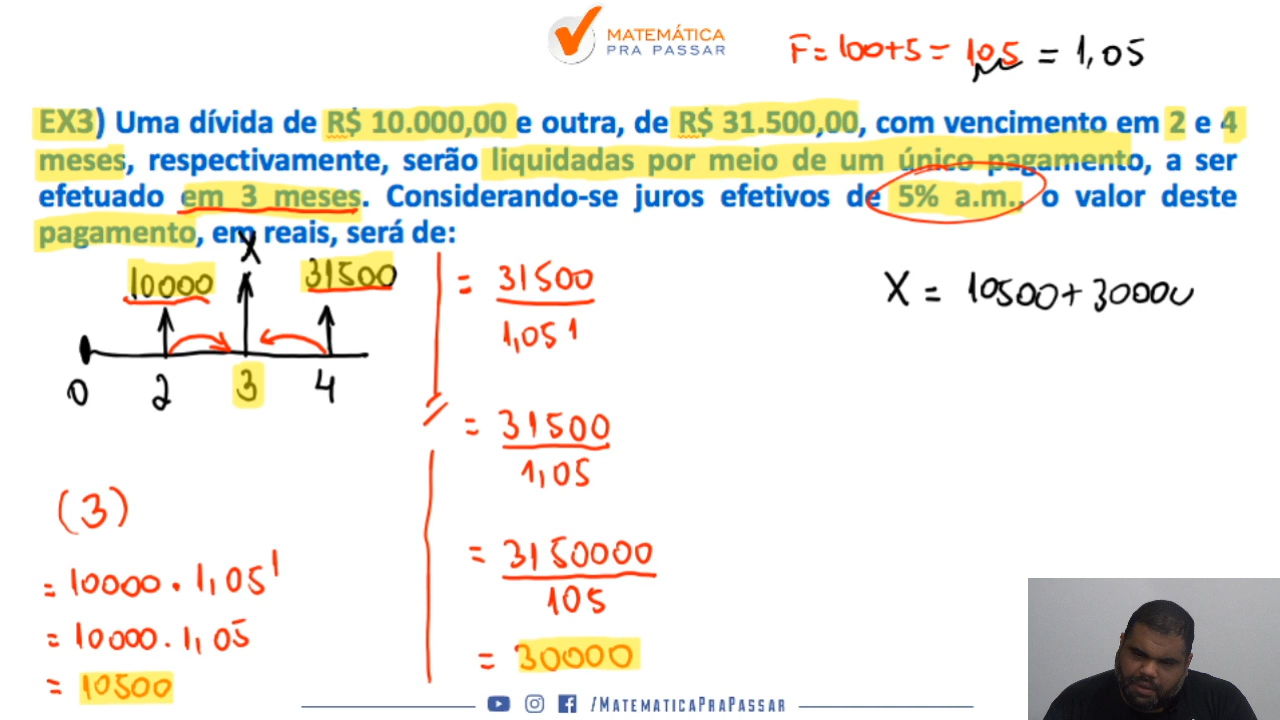 MATEMÁTICA
PRA PASSAR
F = 100+5 = 105 = 1,05
EX3) Uma dívida de R$ 10.000,00 e outra, de R$ 31.500,00, com vencimento em 2 e 4
meses, respectivamente, serão liquidadas por meio de um único pagamento, a ser
efetuado em 3 meses. Considerando-se juros efetivos de 5% a.m., o valor deste
pagamento, em reais, será de:
X
10000
31500
0 2 3 4
(3)
= 10000 . 1,05¹
= 10000 . 1,05
= 10500
= 31500
1,05¹
= 31500
1,05
= 3150000
105
= 30000
X = 10500 + 30000
/MATEMATICAPRAPASSAR